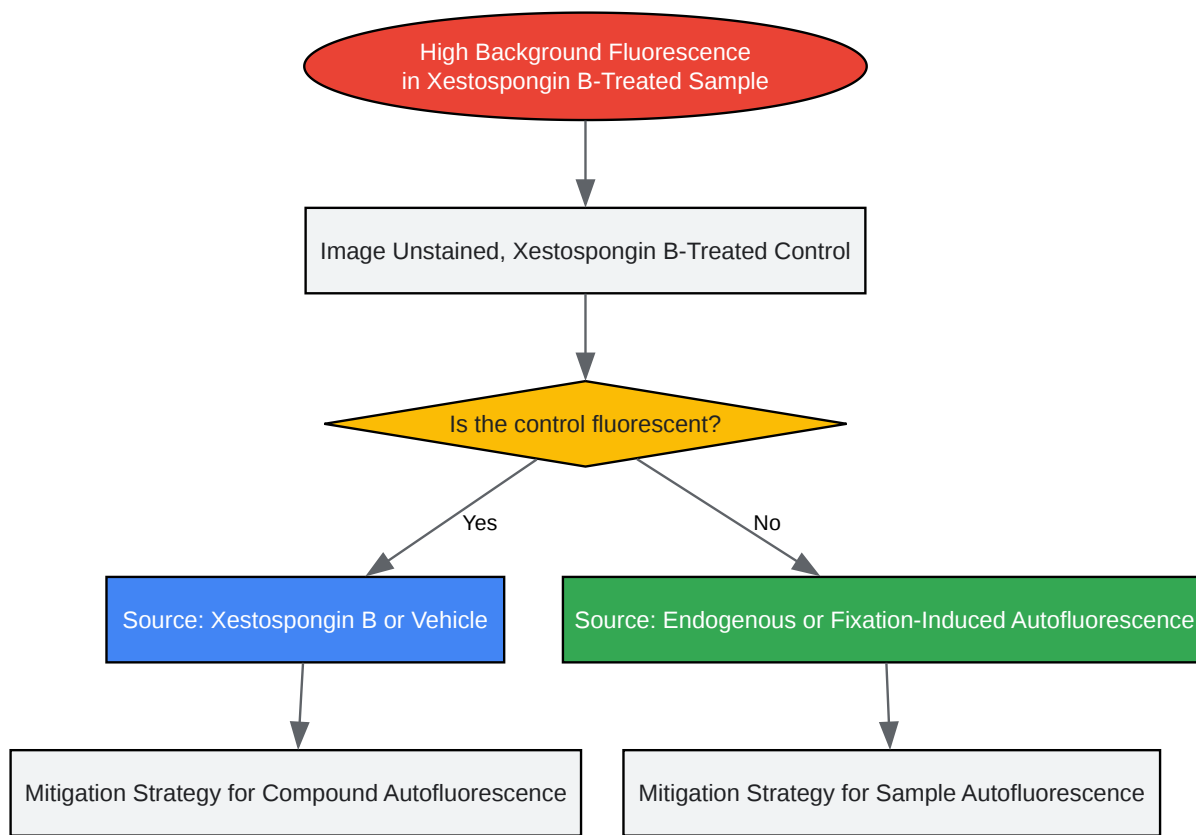 High Background Fluorescence
in Xestospongin B-Treated Sample
Image Unstained, Xestospongin B-Treated Control
Is the control fluorescent?
Yes
No
Source: Xestospongin B or Vehicle
Source: Endogenous or Fixation-Induced Autofluorescence
Mitigation Strategy for Compound Autofluorescence
Mitigation Strategy for Sample Autofluorescence